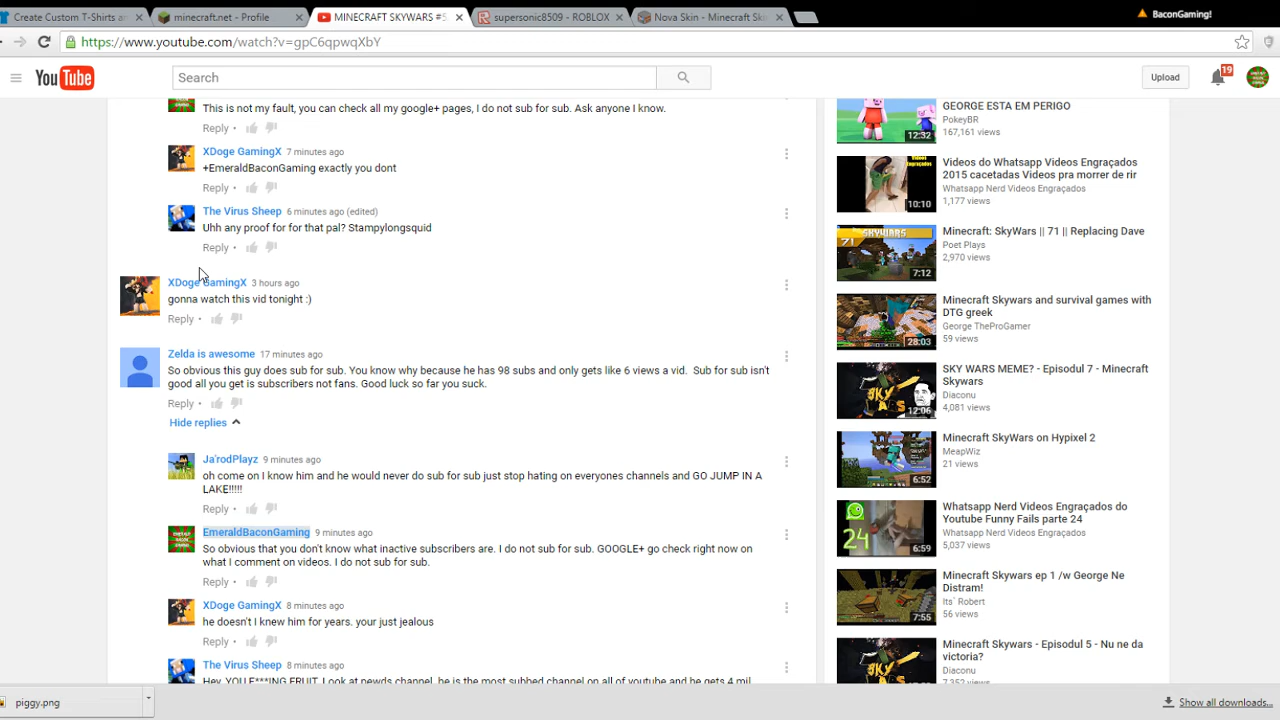 Create Custom T-Shirts and
minecraft.net - Profile
MINECRAFT SKYWARS #5
supersonic8509 - ROBLOX
Nova Skin - Minecraft Sk
BaconGaming!
https://www.youtube.com/watch?v=gpC6qpwqXbY
YouTube
Search
Upload
19
This is not my fault, you can check all my google+ pages, I do not sub for sub. Ask anyone I know.
Reply •
XDoge GamingX 7 minutes ago
+EmeraldBaconGaming exactly you dont
Reply •
The Virus Sheep 6 minutes ago (edited)
Uhh any proof for for that pal? Stampylongsquid
Reply •
XDoge GamingX 3 hours ago
gonna watch this vid tonight :)
Reply •
Zelda is awesome 17 minutes ago
So obvious this guy does sub for sub. You know why because he has 98 subs and only gets like 6 views a vid. Sub for sub isn't
good all you get is subscribers not fans. Good luck so far you suck.
Reply •
Hide replies
Ja'rodPlayz 9 minutes ago
oh come on I know him and he would never do sub for sub just stop hating on everyones channels and GO JUMP IN A
LAKE!!!!!
Reply •
EmeraldBaconGaming 9 minutes ago
So obvious that you don't know what inactive subscribers are. I do not sub for sub. GOOGLE+ go check right now on
what I comment on videos. I do not sub for sub.
Reply •
XDoge GamingX 8 minutes ago
he doesn't I knew him for years. your just jealous
Reply •
The Virus Sheep 8 minutes ago
Hey, YOU F***ING FRUIT. Look at pewds channel, he is the most subbed channel on all of youtube and he gets 4 mil
GEORGE ESTA EM PERIGO
PokeyBR
167,161 views
12:32
Videos do Whatsapp Videos Engraçados
2015 cacetadas Videos pra morrer de rir
Whatsapp Nerd Videos Engraçados
1,177 views
10:10
Minecraft: SkyWars || 71 || Replacing Dave
Poet Plays
2,970 views
SKYWARS
71
7:12
Minecraft Skywars and survival games with
DTG greek
George TheProGamer
59 views
28:03
SKY WARS MEME? - Episodul 7 - Minecraft
Skywars
Diaconu
4,081 views
12:06
Minecraft SkyWars on Hypixel 2
MeapWiz
21 views
6:52
Whatsapp Nerd Videos Engraçados do
Youtube Funny Fails parte 24
Whatsapp Nerd Videos Engraçados
5,037 views
24
6:59
Minecraft Skywars ep 1 /w George Ne
Distram!
Its` Robert
56 views
7:55
Minecraft Skywars - Episodul 5 - Nu ne da
victoria?
Diaconu
7,352 views
piggy.png
Show all downloads...